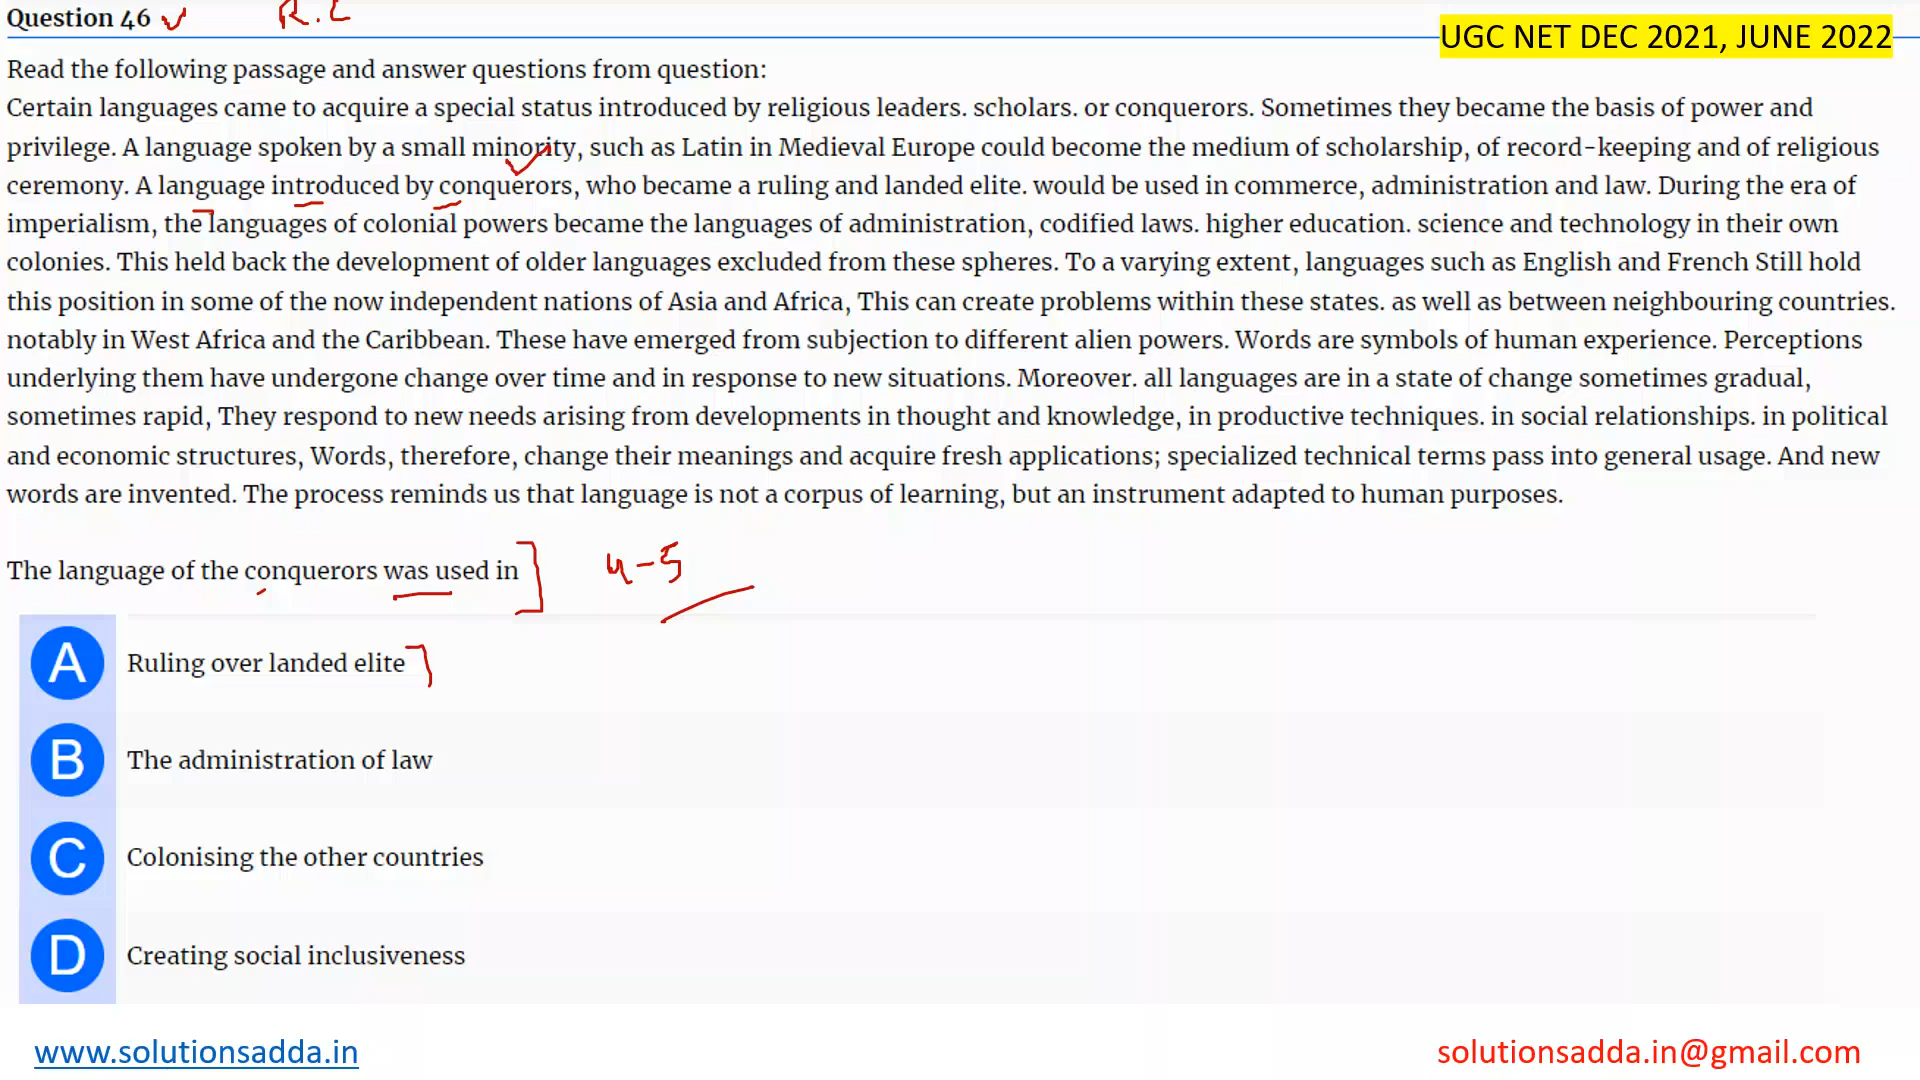 Question 46 R.C
UGC NET DEC 2021, JUNE 2022
Read the following passage and answer questions from question:
Certain languages came to acquire a special status introduced by religious leaders. scholars. or conquerors. Sometimes they became the basis of power and
privilege. A language spoken by a small minority, such as Latin in Medieval Europe could become the medium of scholarship, of record-keeping and of religious
ceremony. A language introduced by conquerors, who became a ruling and landed elite. would be used in commerce, administration and law. During the era of
imperialism, the languages of colonial powers became the languages of administration, codified laws. higher education. science and technology in their own
colonies. This held back the development of older languages excluded from these spheres. To a varying extent, languages such as English and French Still hold
this position in some of the now independent nations of Asia and Africa, This can create problems within these states. as well as between neighbouring countries.
notably in West Africa and the Caribbean. These have emerged from subjection to different alien powers. Words are symbols of human experience. Perceptions
underlying them have undergone change over time and in response to new situations. Moreover. all languages are in a state of change sometimes gradual,
sometimes rapid, They respond to new needs arising from developments in thought and knowledge, in productive techniques. in social relationships. in political
and economic structures, Words, therefore, change their meanings and acquire fresh applications; specialized technical terms pass into general usage. And new
words are invented. The process reminds us that language is not a corpus of learning, but an instrument adapted to human purposes.
The language of the conquerors was used in 4-5
A Ruling over landed elite
B The administration of law
C Colonising the other countries
D Creating social inclusiveness
www.solutionsadda.in
solutionsadda.in@gmail.com